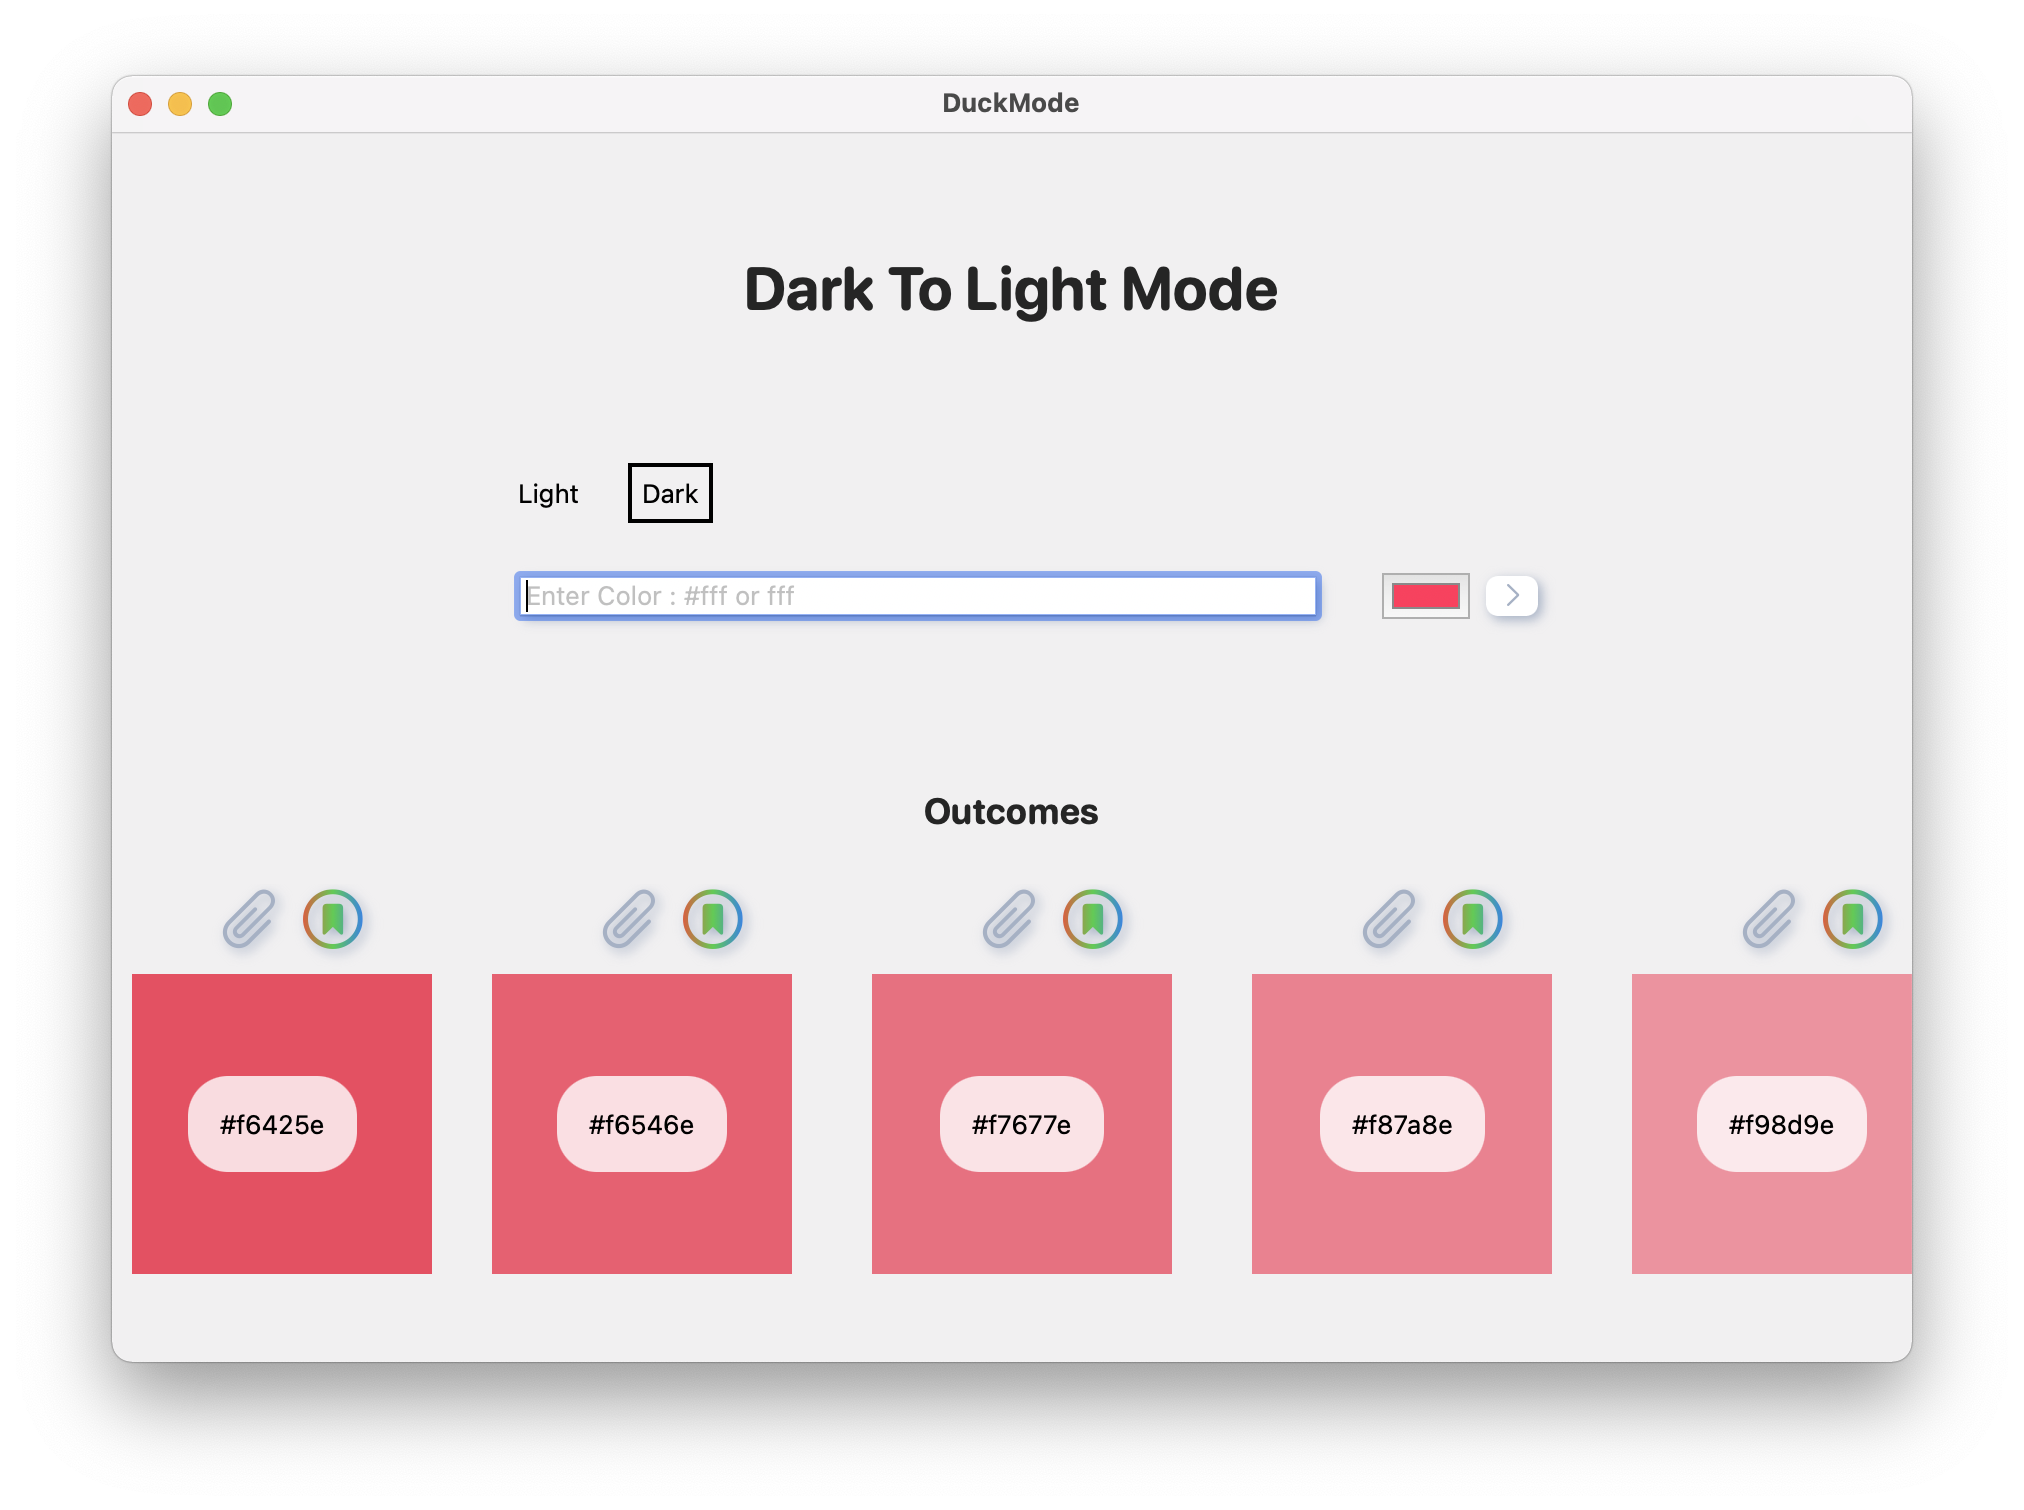 DuckMode
Dark To Light Mode
Light Dark
Enter Color : #fff or fff
Outcomes
#f6425e #f6546e #f7677e #f87a8e #f98d9e